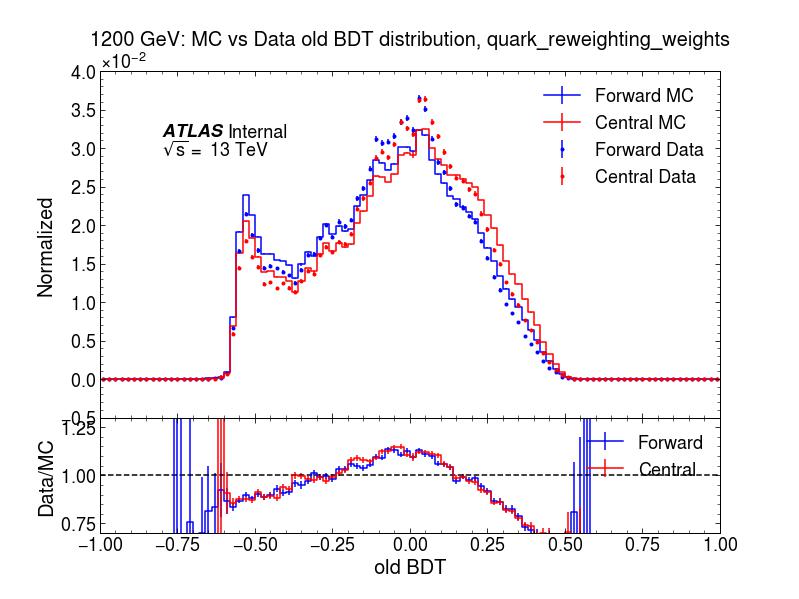 1200 GeV: MC vs Data old BDT distribution, quark_reweighting_weights
×10⁻²
4.0
3.5
3.0
2.5
2.0
1.5
1.0
0.5
0.0
−0.5
Normalized
ATLAS Internal
√s = 13 TeV
Forward MC
Central MC
Forward Data
Central Data
1.25
1.00
0.75
Data/MC
Forward
Central
−1.00 −0.75 −0.50 −0.25 0.00 0.25 0.50 0.75 1.00
old BDT